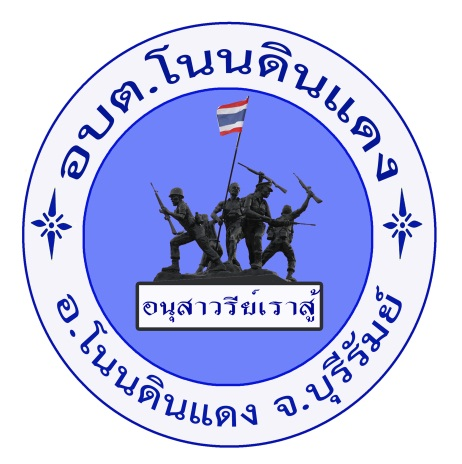 อบต.โนนดินแดง
อนุสาวรีย์เราสู้
อ.โนนดินแดง จ.บุรีรัมย์